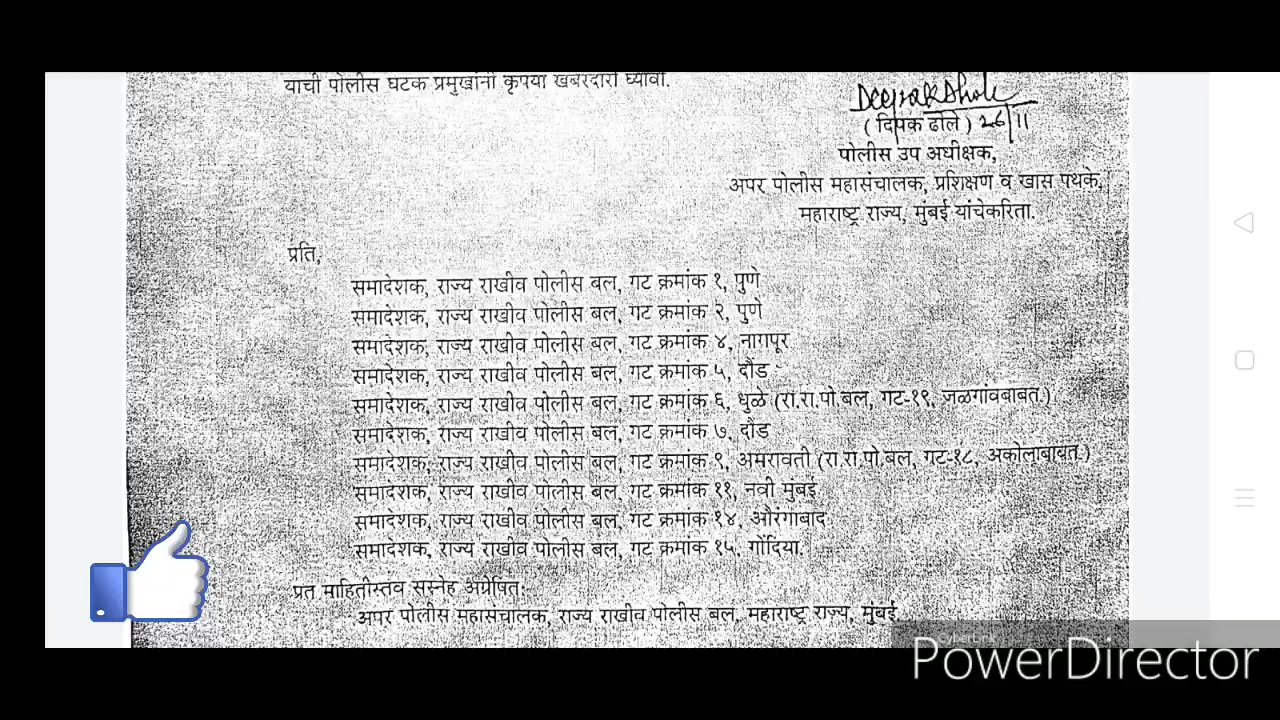 याची पोलीस घटक प्रमुखांनी कृपया खबरदारी घ्यावी.
Deepak Dhole
( दिपक ढोले ) 26/11
पोलीस उप अधीक्षक,
अपर पोलीस महासंचालक, प्रशिक्षण व खास पथके,
महाराष्ट्र राज्य, मुंबई यांचेकरिता.
प्रति,
समादेशक, राज्य राखीव पोलीस बल, गट क्रमांक १, पुणे
समादेशक, राज्य राखीव पोलीस बल, गट क्रमांक २, पुणे
समादेशक, राज्य राखीव पोलीस बल, गट क्रमांक ४, नागपूर
समादेशक, राज्य राखीव पोलीस बल, गट क्रमांक ५, दौंड
समादेशक, राज्य राखीव पोलीस बल, गट क्रमांक ६, धुळे (रा.रा.पो.बल, गट-१९, जळगांवबाबत.)
समादेशक, राज्य राखीव पोलीस बल, गट क्रमांक ७, दौंड
समादेशक, राज्य राखीव पोलीस बल, गट क्रमांक ९, अमरावती (रा.रा.पो.बल, गट-१८, अकोलाबाबत.)
समादेशक, राज्य राखीव पोलीस बल, गट क्रमांक ११, नवी मुंबई
समादेशक, राज्य राखीव पोलीस बल, गट क्रमांक १४, औरंगाबाद
समादेशक, राज्य राखीव पोलीस बल, गट क्रमांक १५, गोंदिया.
प्रत माहितीस्तव सस्नेह अग्रेषित:
अपर पोलीस महासंचालक, राज्य राखीव पोलीस बल, महाराष्ट्र राज्य, मुंबई
CyberLink
PowerDirector